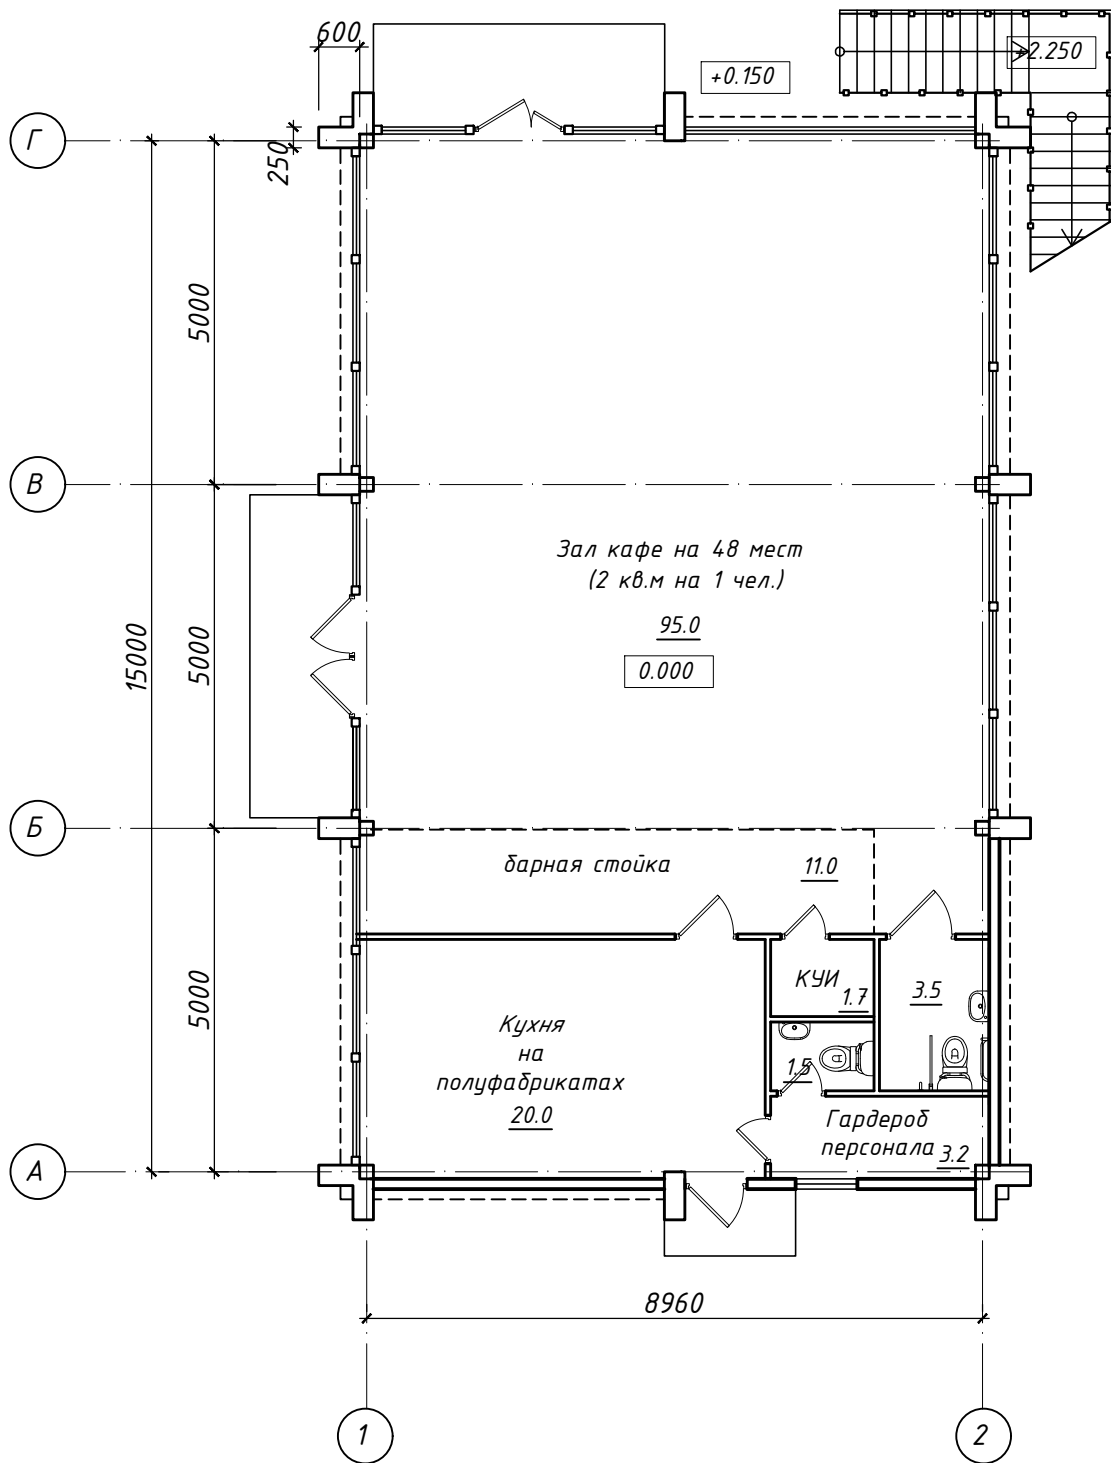 600
+0.150
+2.250
Г
250
5000
В
Зал кафе на 48 мест
(2 кв.м на 1 чел.)
95.0
0.000
15000
5000
Б
барная стойка
11.0
КУИ
1.7
3.5
5000
Кухня
на
полуфабрикатах
20.0
1.5
Гардероб
персонала 3.2
А
8960
1
2